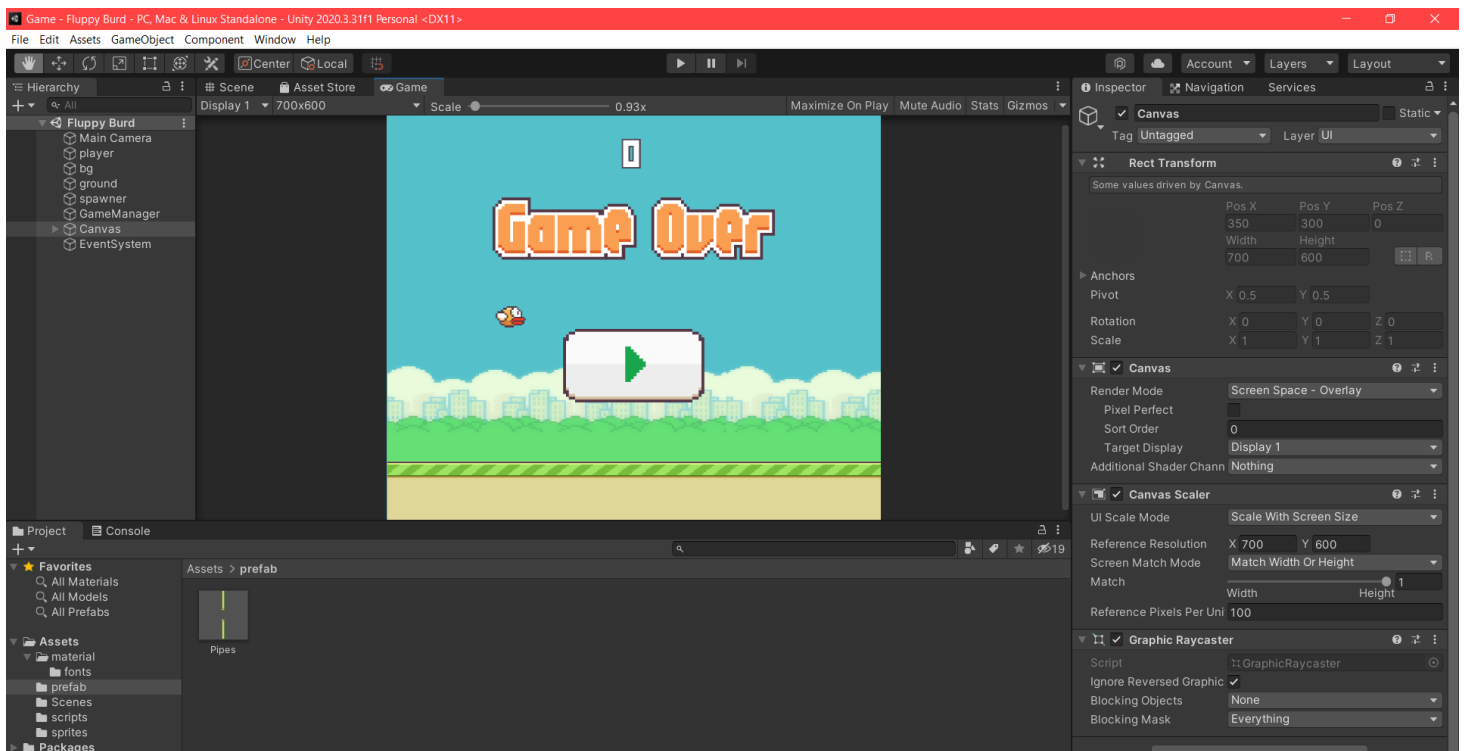 Game - Fluppy Burd - PC, Mac & Linux Standalone - Unity 2020.3.31f1 Personal <DX11>
File Edit Assets GameObject Component Window Help
Center Local Account Layers Layout
Hierarchy
All
Fluppy Burd
Main Camera
player
bg
ground
spawner
GameManager
Canvas
EventSystem
Scene Asset Store Game
Display 1 700x600 Scale 0.93x Maximize On Play Mute Audio Stats Gizmos
0
Game Over
Inspector Navigation Services
Canvas Static
Tag Untagged Layer UI
Rect Transform
Some values driven by Canvas.
Pos X Pos Y Pos Z
350 300 0
Width Height
700 600
R
Anchors
Pivot X 0.5 Y 0.5
Rotation X 0 Y 0 Z 0
Scale X 1 Y 1 Z 1
Canvas
Render Mode Screen Space - Overlay
Pixel Perfect
Sort Order 0
Target Display Display 1
Additional Shader Chann Nothing
Canvas Scaler
UI Scale Mode Scale With Screen Size
Reference Resolution X 700 Y 600
Screen Match Mode Match Width Or Height
Match 1
Width Height
Reference Pixels Per Uni 100
Graphic Raycaster
Script GraphicRaycaster
Ignore Reversed Graphic
Blocking Objects None
Blocking Mask Everything
Project Console
19
Favorites
All Materials
All Models
All Prefabs
Assets
material
fonts
prefab
Scenes
scripts
sprites
Packages
Assets > prefab
Pipes